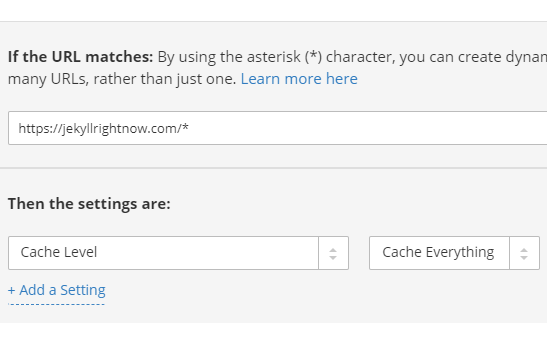 If the URL matches: By using the asterisk (*) character, you can create
many URLs, rather than just one. Learn more here
https://jekyllrightnow.com/*
Then the settings are:
Cache Level
Cache Everything
+ Add a Setting